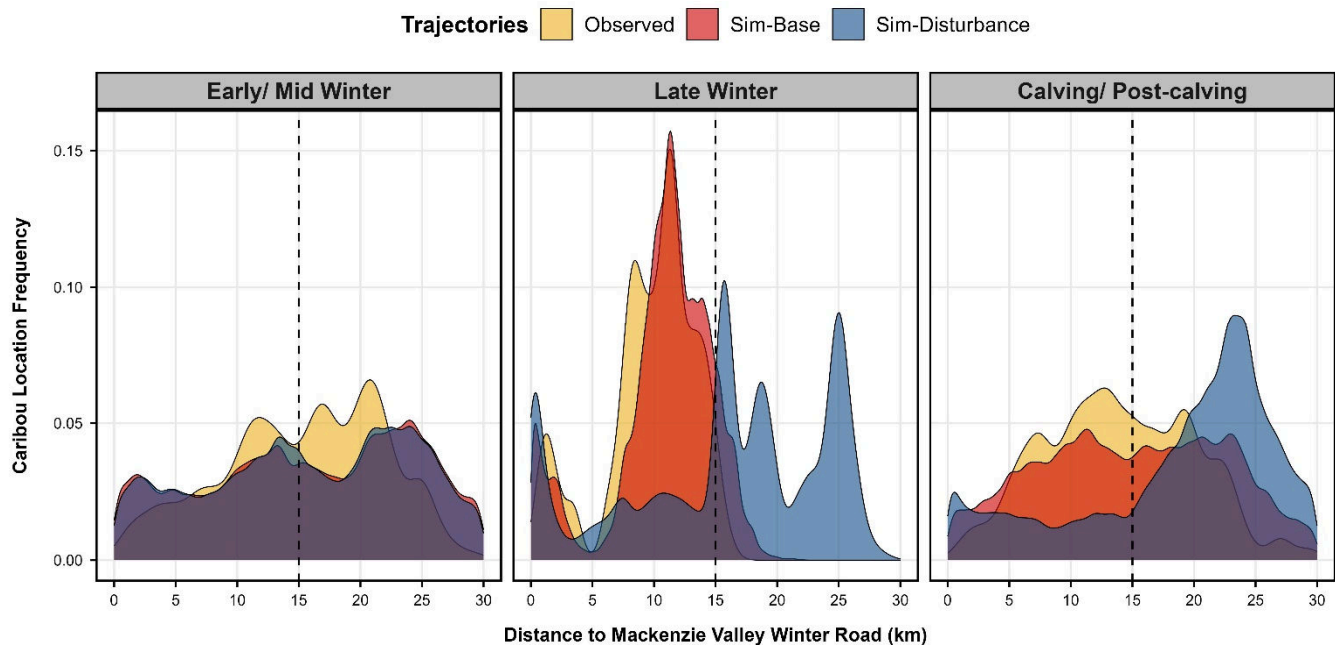 Trajectories Observed Sim-Base Sim-Disturbance
Early/ Mid Winter Late Winter Calving/ Post-calving
0.15
0.10
0.05
0.00
Caribou Location Frequency
0 5 10 15 20 25 30 0 5 10 15 20 25 30 0 5 10 15 20 25 30
Distance to Mackenzie Valley Winter Road (km)